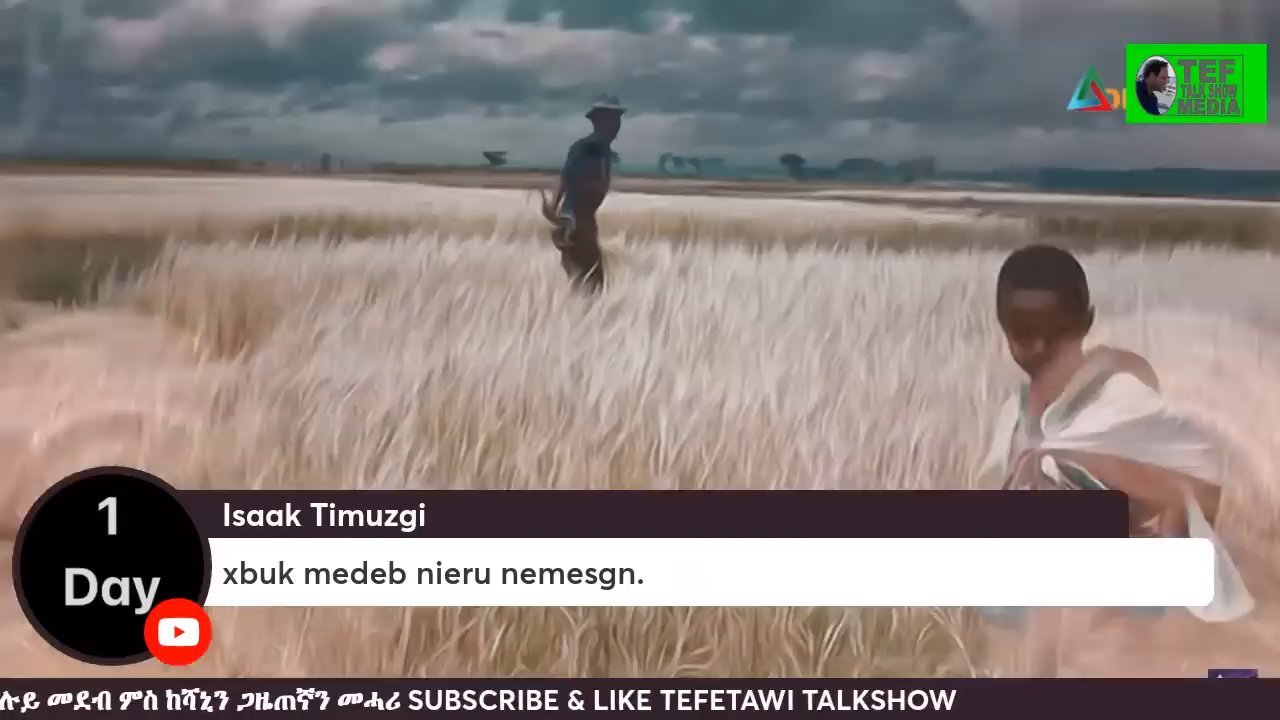 TEF
TALK SHOW
MEDIA
1
Day
Isaak Timuzgi
xbuk medeb nieru nemesgn.
ሉይ መደብ ምስ ከሻኒን ጋዜጠኛን መሓሪ SUBSCRIBE & LIKE TEFETAWI TALKSHOW